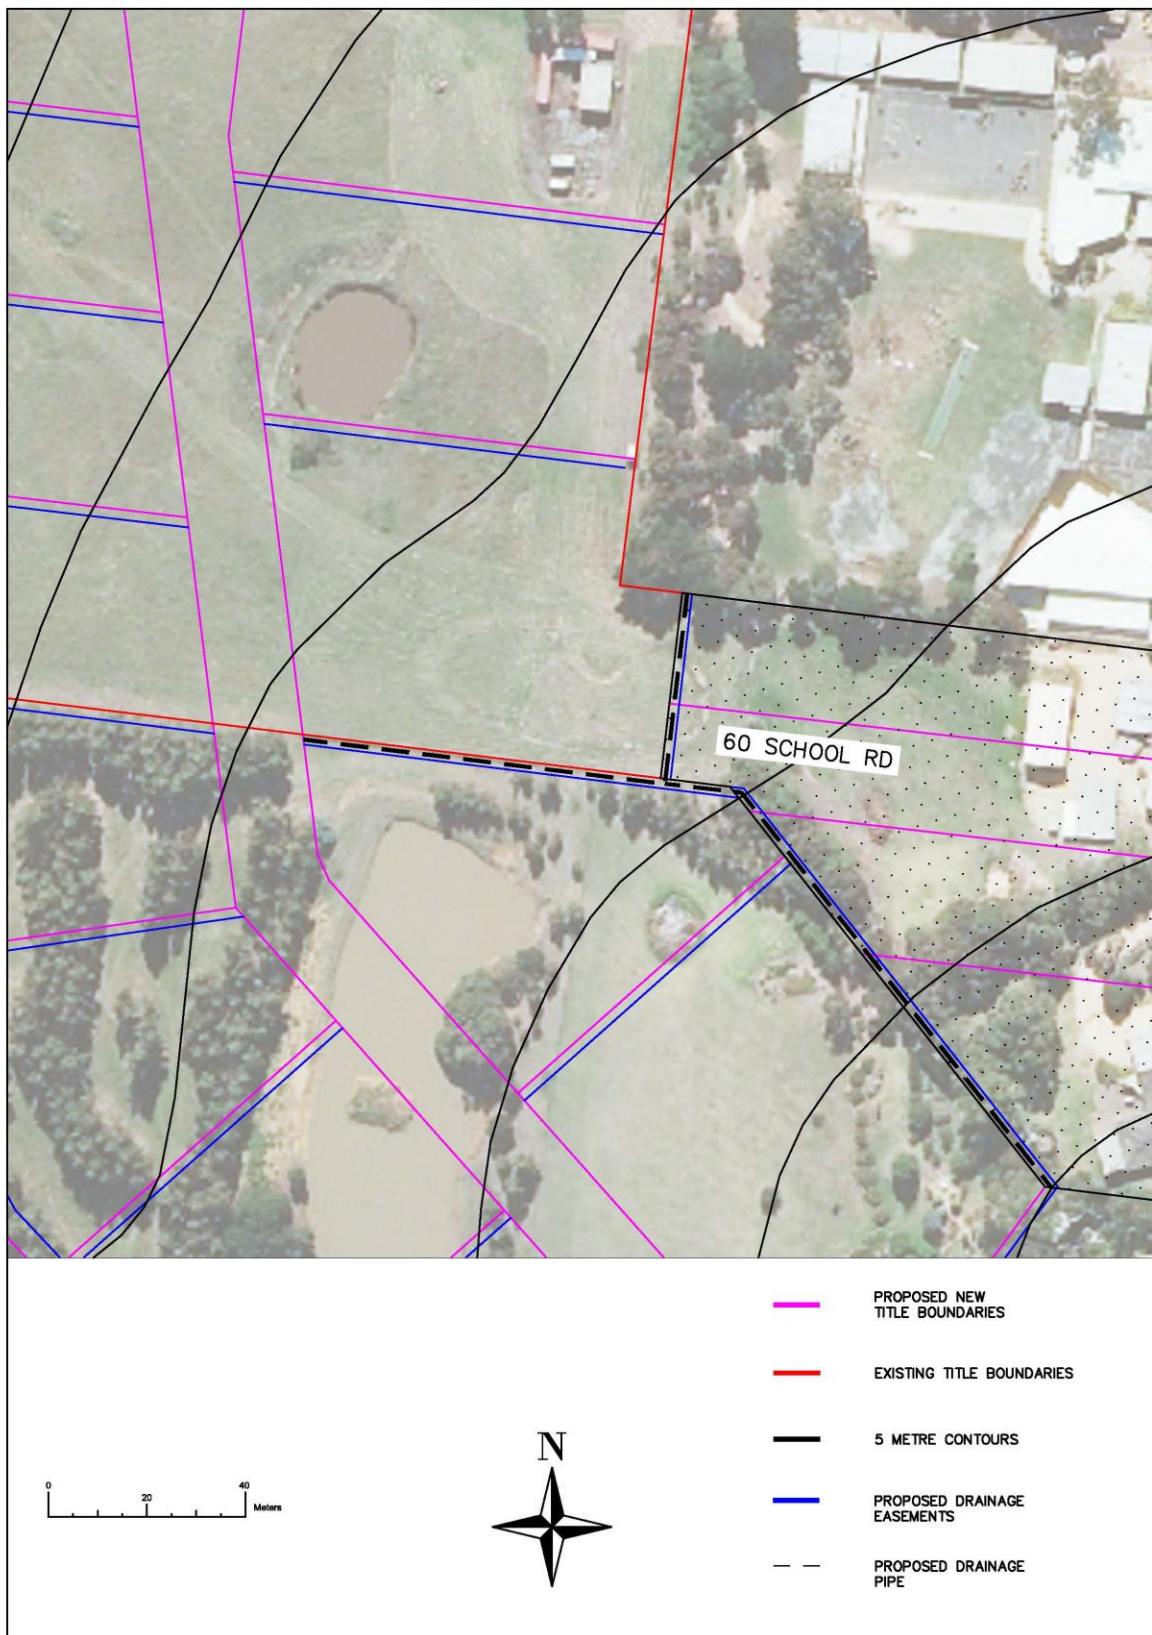 60 SCHOOL RD
PROPOSED NEW
TITLE BOUNDARIES
EXISTING TITLE BOUNDARIES
5 METRE CONTOURS
PROPOSED DRAINAGE
EASEMENTS
PROPOSED DRAINAGE
PIPE
N
0 20 40
Meters